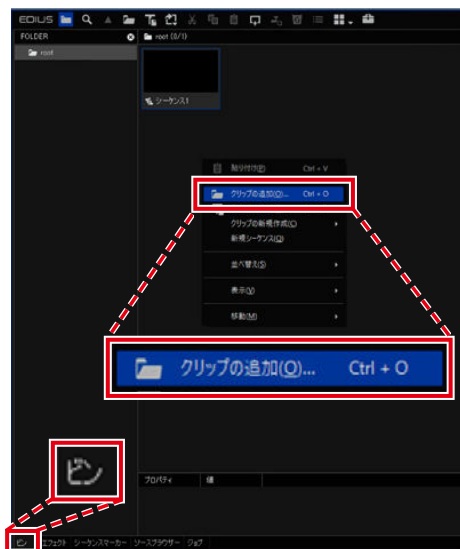 EDIUS
FOLDER
root (0/1)
root
シーケンス1
貼り付け(P) Ctrl + V
クリップの追加(O)... Ctrl + O
クリップの新規作成(C)
新規シーケンス(Q)
並べ替え(S)
表示(V)
移動(M)
クリップの追加(O)... Ctrl + O
ビン
プロパティ 値
ビン エフェクト シーケンスマーカー ソースブラウザー ジョブ